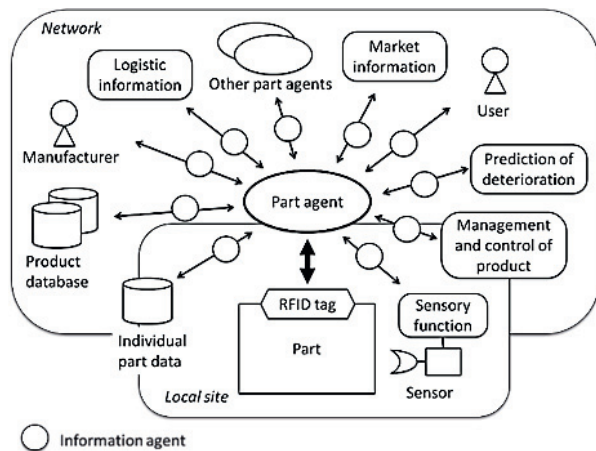 Network
Logistic
information
Other part agents
Market
information
User
Manufacturer
Prediction of
deterioration
Part agent
Product
database
Management
and control of
product
Individual
part data
RFID tag
Part
Sensory
function
Sensor
Local site
Information agent